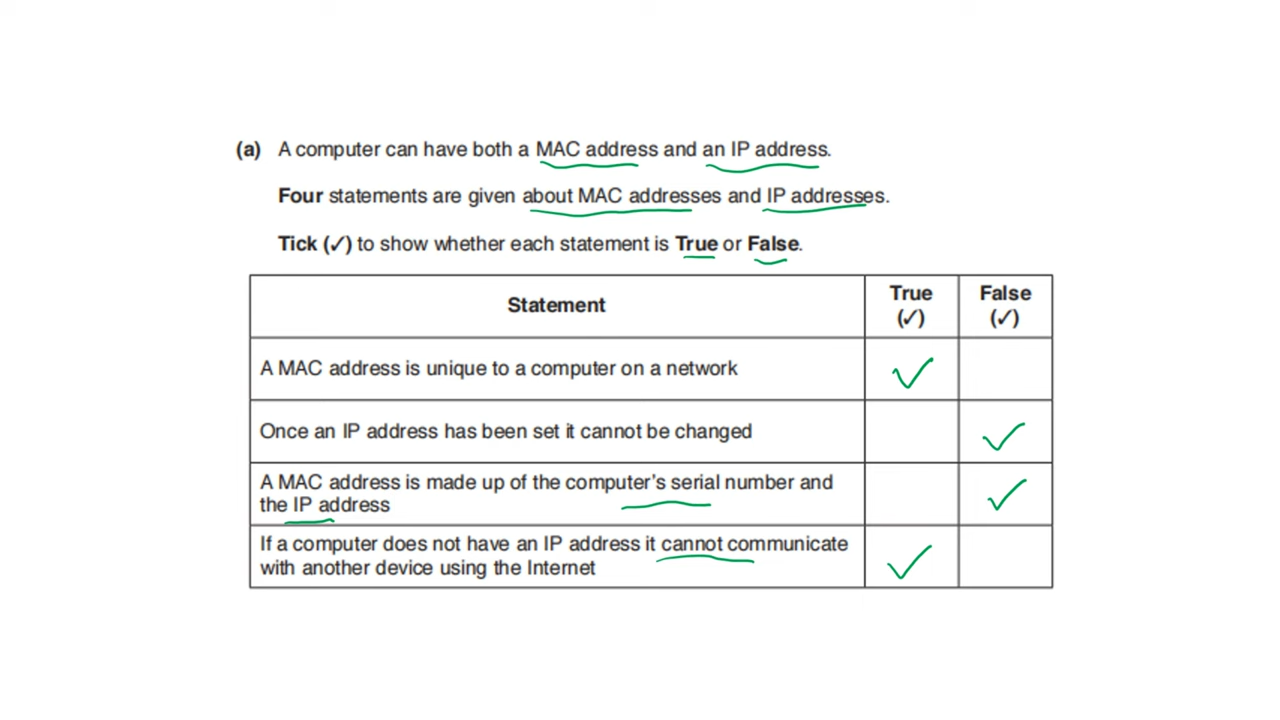 (a) A computer can have both a MAC address and an IP address.
Four statements are given about MAC addresses and IP addresses.
Tick (✓) to show whether each statement is True or False.
Statement
True
(✓)
False
(✓)
A MAC address is unique to a computer on a network
✓
Once an IP address has been set it cannot be changed
✓
A MAC address is made up of the computer’s serial number and
the IP address
✓
If a computer does not have an IP address it cannot communicate
with another device using the Internet
✓